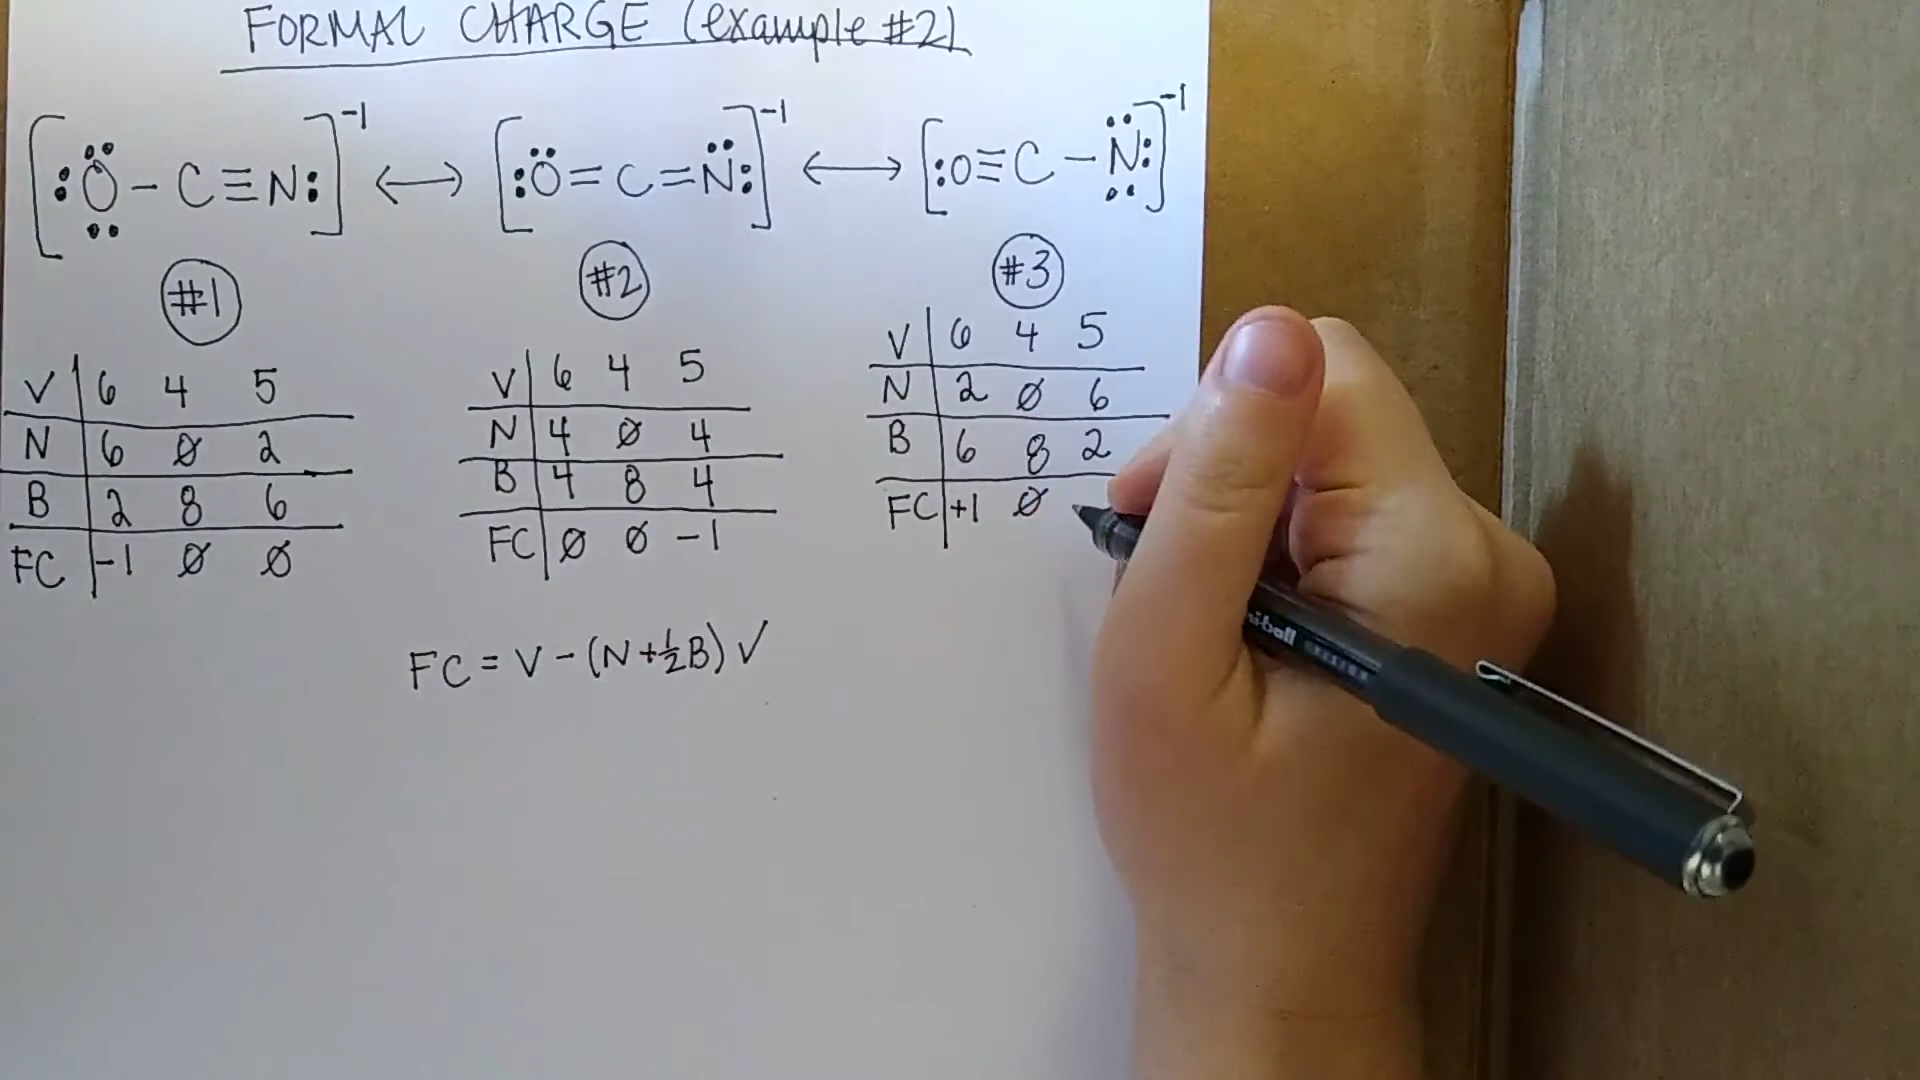 FORMAL CHARGE (example #2)
[:Ö-C≡N:]⁻¹ ↔ [:Ö=C=N̈:]⁻¹ ↔ [:O≡C-N̈:]⁻¹
#1 #2 #3
V 6 4 5
N 6 Ø 2
B 2 8 6
FC -1 Ø Ø
V 6 4 5
N 4 Ø 4
B 4 8 4
FC Ø Ø -1
V 6 4 5
N 2 Ø 6
B 6 8 2
FC +1 Ø
FC = V - (N + ½B) ✓
uni-ball